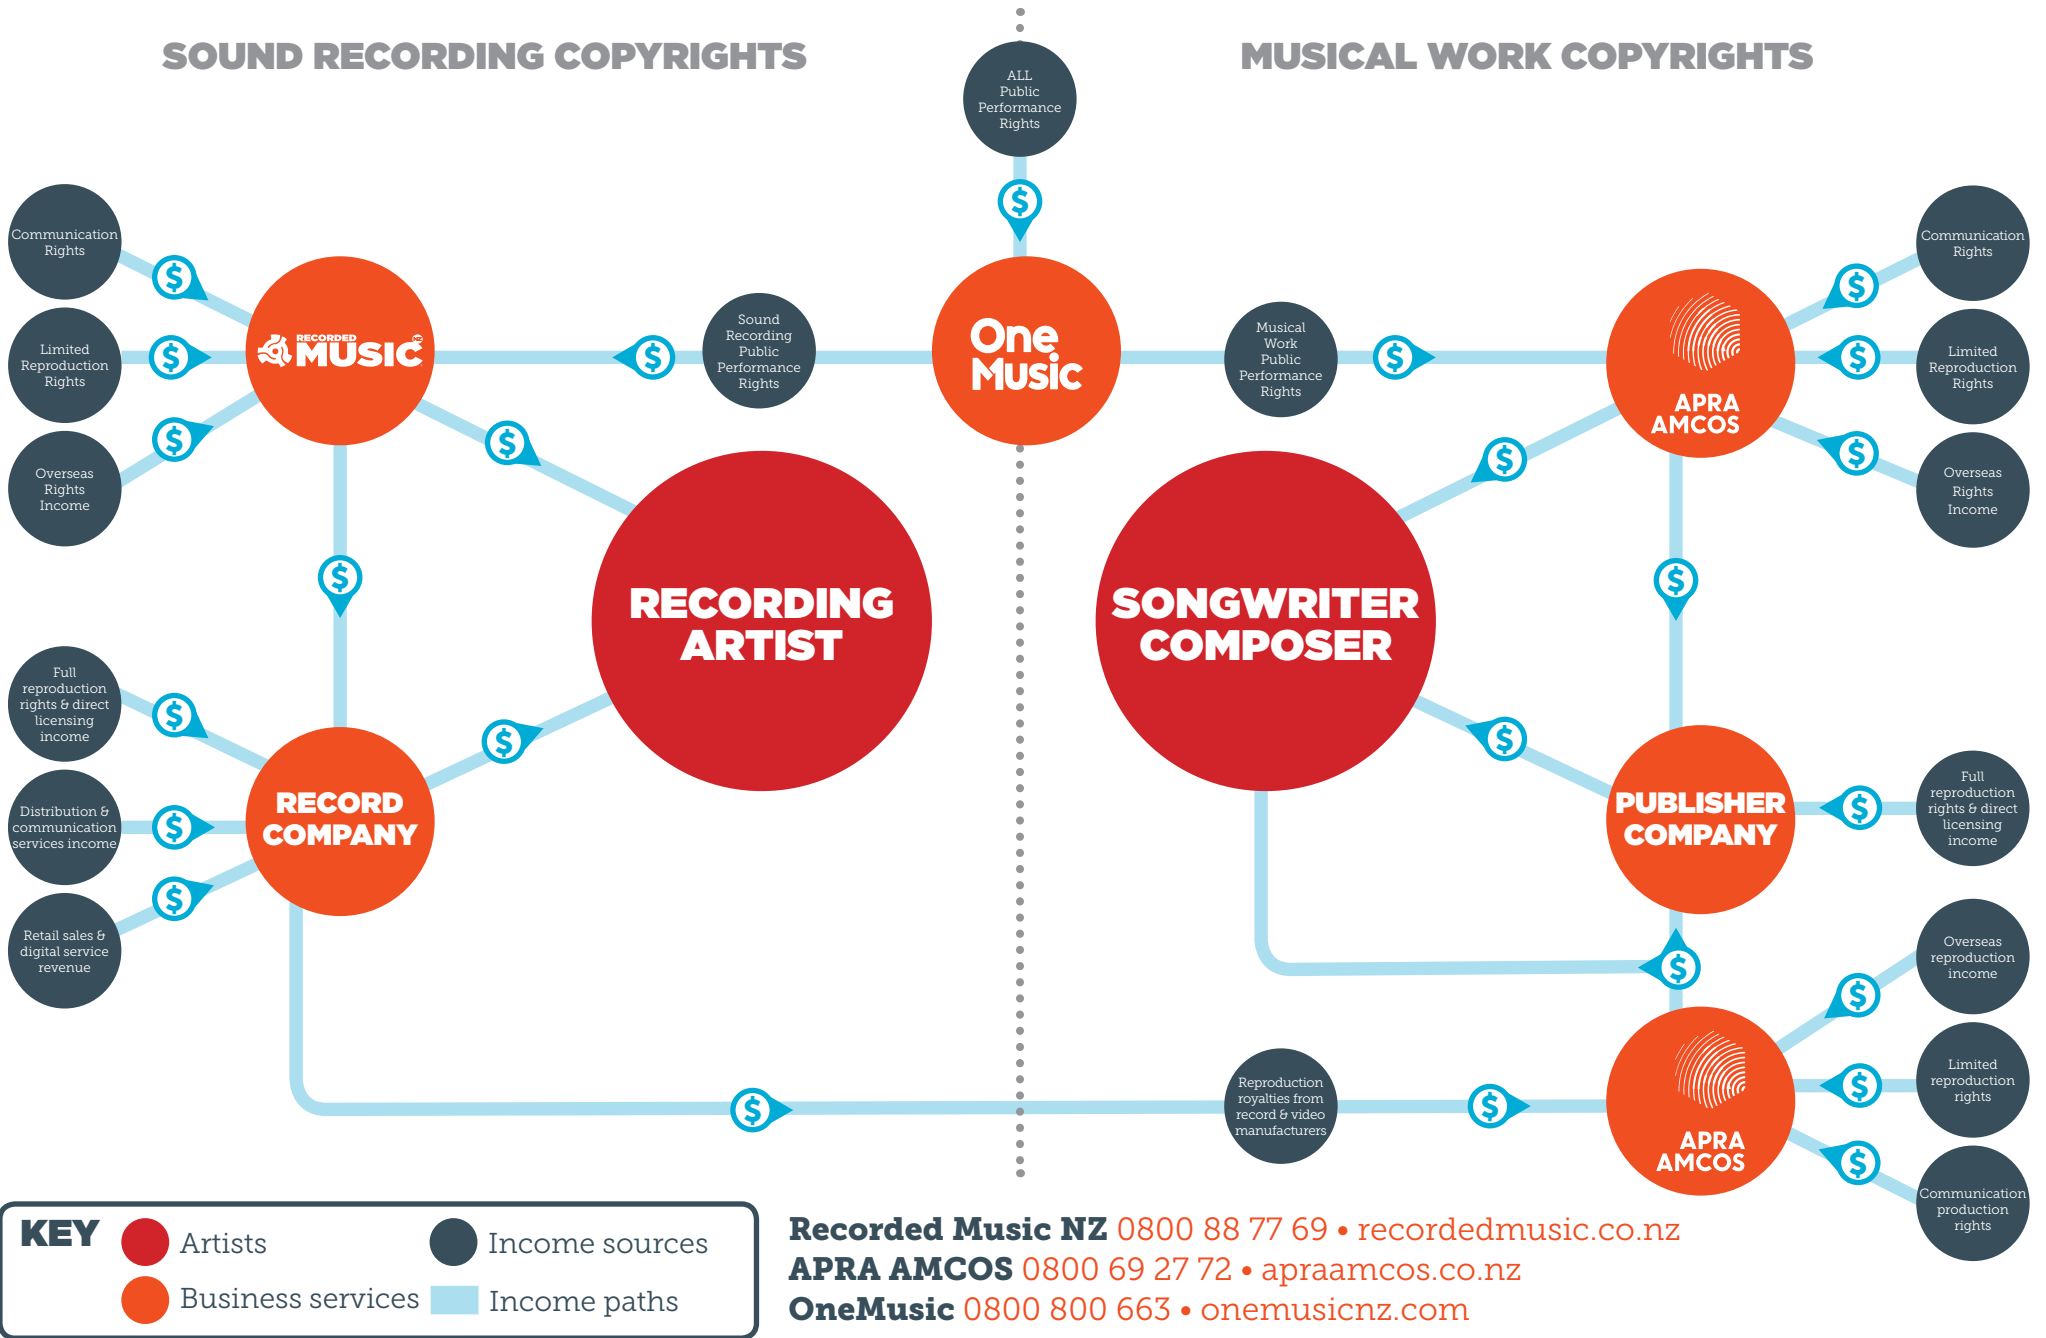 SOUND RECORDING COPYRIGHTS
MUSICAL WORK COPYRIGHTS
ALL
Public
Performance
Rights
Communication
Rights
Limited
Reproduction
Rights
Overseas
Rights
Income
RECORDED
MUSIC NZ
Sound
Recording
Public
Performance
Rights
One
Music
Musical
Work
Public
Performance
Rights
APRA
AMCOS
Communication
Rights
Limited
Reproduction
Rights
Overseas
Rights
Income
RECORDING
ARTIST
SONGWRITER
COMPOSER
Full
reproduction
rights & direct
licensing
income
Distribution &
communication
services income
Retail sales &
digital service
revenue
RECORD
COMPANY
PUBLISHER
COMPANY
Full
reproduction
rights & direct
licensing
income
Overseas
reproduction
income
Limited
reproduction
rights
Communication
production
rights
Reproduction
royalties from
record & video
manufacturers
APRA
AMCOS
KEY
Artists
Income sources
Business services
Income paths
Recorded Music NZ 0800 88 77 69 • recordedmusic.co.nz
APRA AMCOS 0800 69 27 72 • apraamcos.co.nz
OneMusic 0800 800 663 • onemusicnz.com